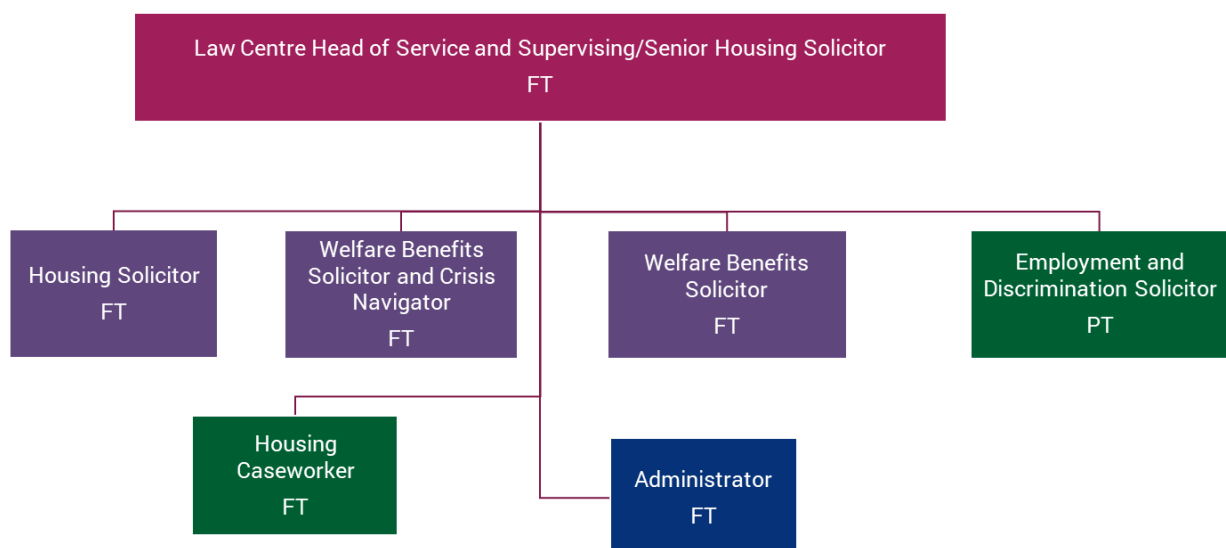 Law Centre Head of Service and Supervising/Senior Housing Solicitor
FT
Housing Solicitor
FT
Welfare Benefits
Solicitor and Crisis
Navigator
FT
Welfare Benefits
Solicitor
FT
Employment and
Discrimination Solicitor
PT
Housing
Caseworker
FT
Administrator
FT